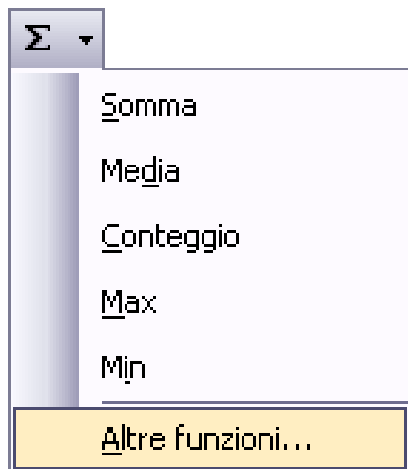 Σ
Somma
Media
Conteggio
Max
Min
Altre funzioni...